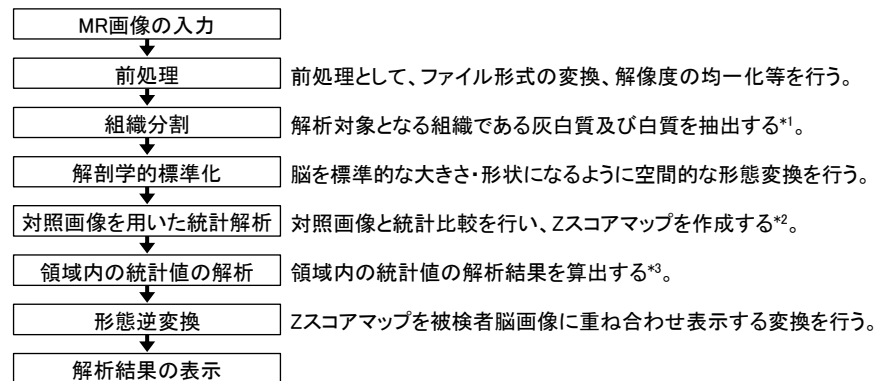 MR画像の入力
前処理 前処理として、ファイル形式の変換、解像度の均一化等を行う。
組織分割 解析対象となる組織である灰白質及び白質を抽出する*1。
解剖学的標準化 脳を標準的な大きさ・形状になるように空間的な形態変換を行う。
対照画像を用いた統計解析 対照画像と統計比較を行い、Zスコアマップを作成する*2。
領域内の統計値の解析 領域内の統計値の解析結果を算出する*3。
形態逆変換 Zスコアマップを被検者脳画像に重ね合わせ表示する変換を行う。
解析結果の表示